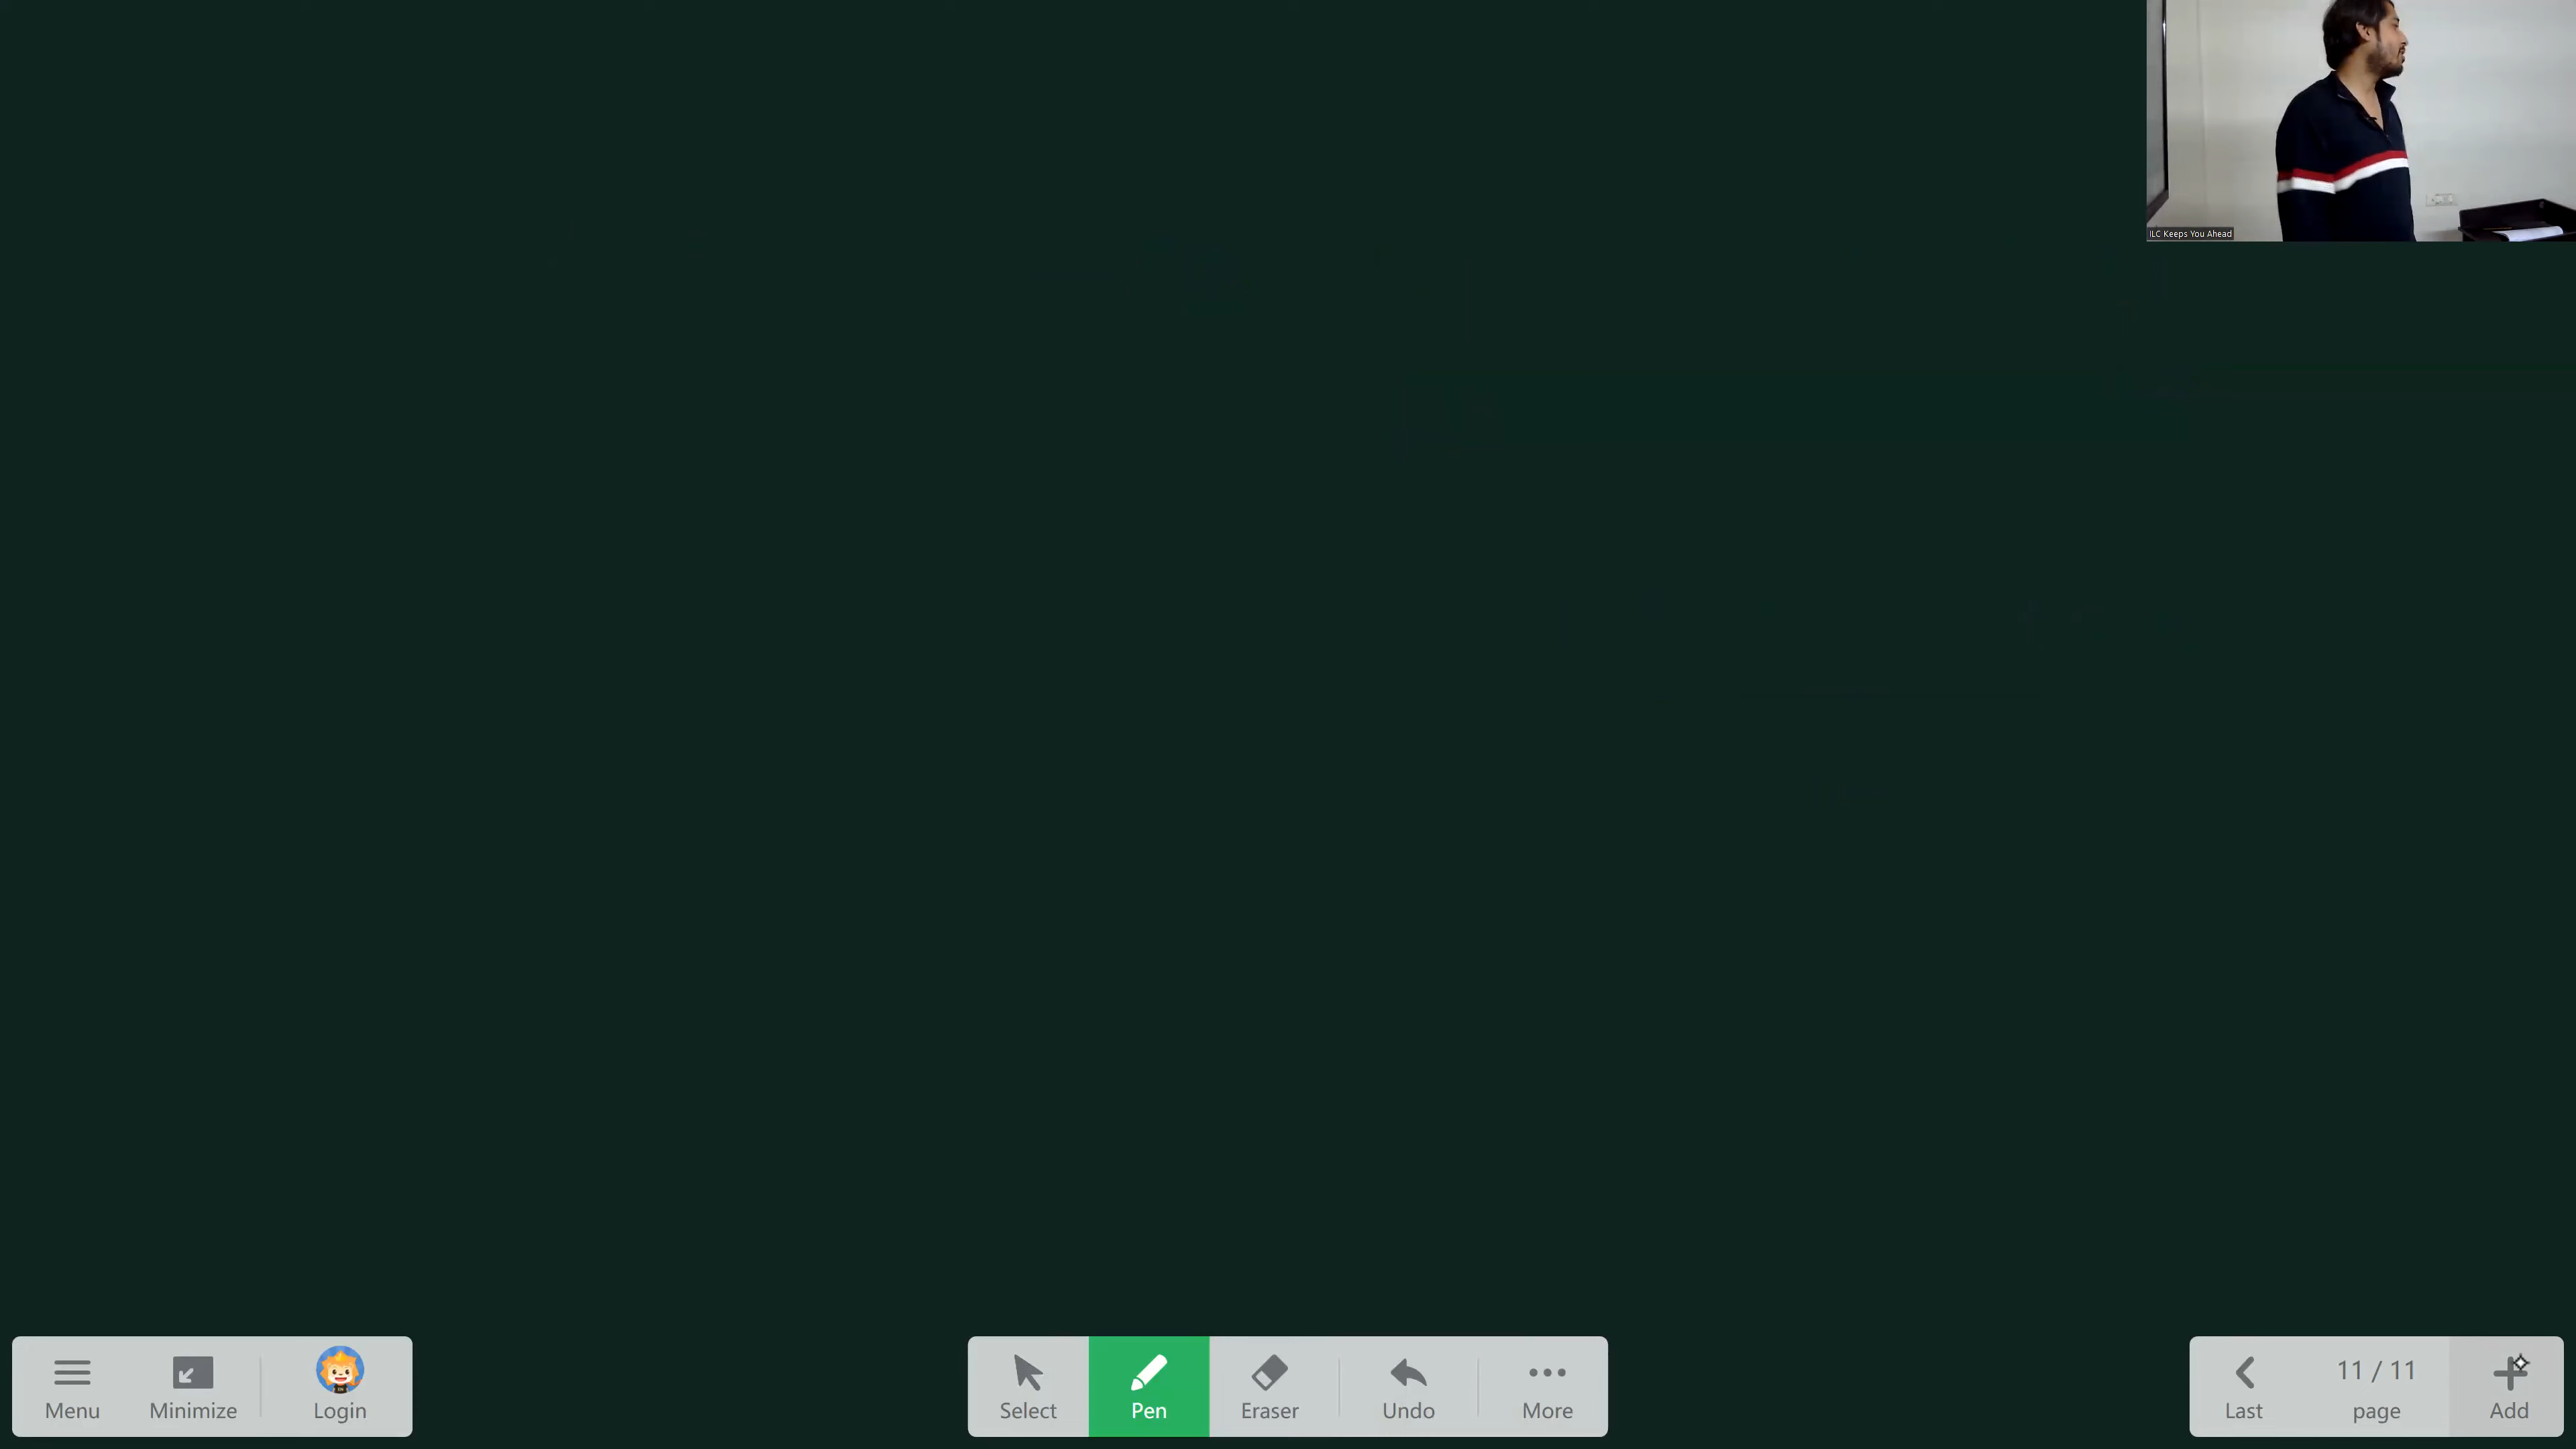 ILC Keeps You Ahead
Menu
Minimize
Login
Select
Pen
Eraser
Undo
More
Last
11 / 11
page
Add